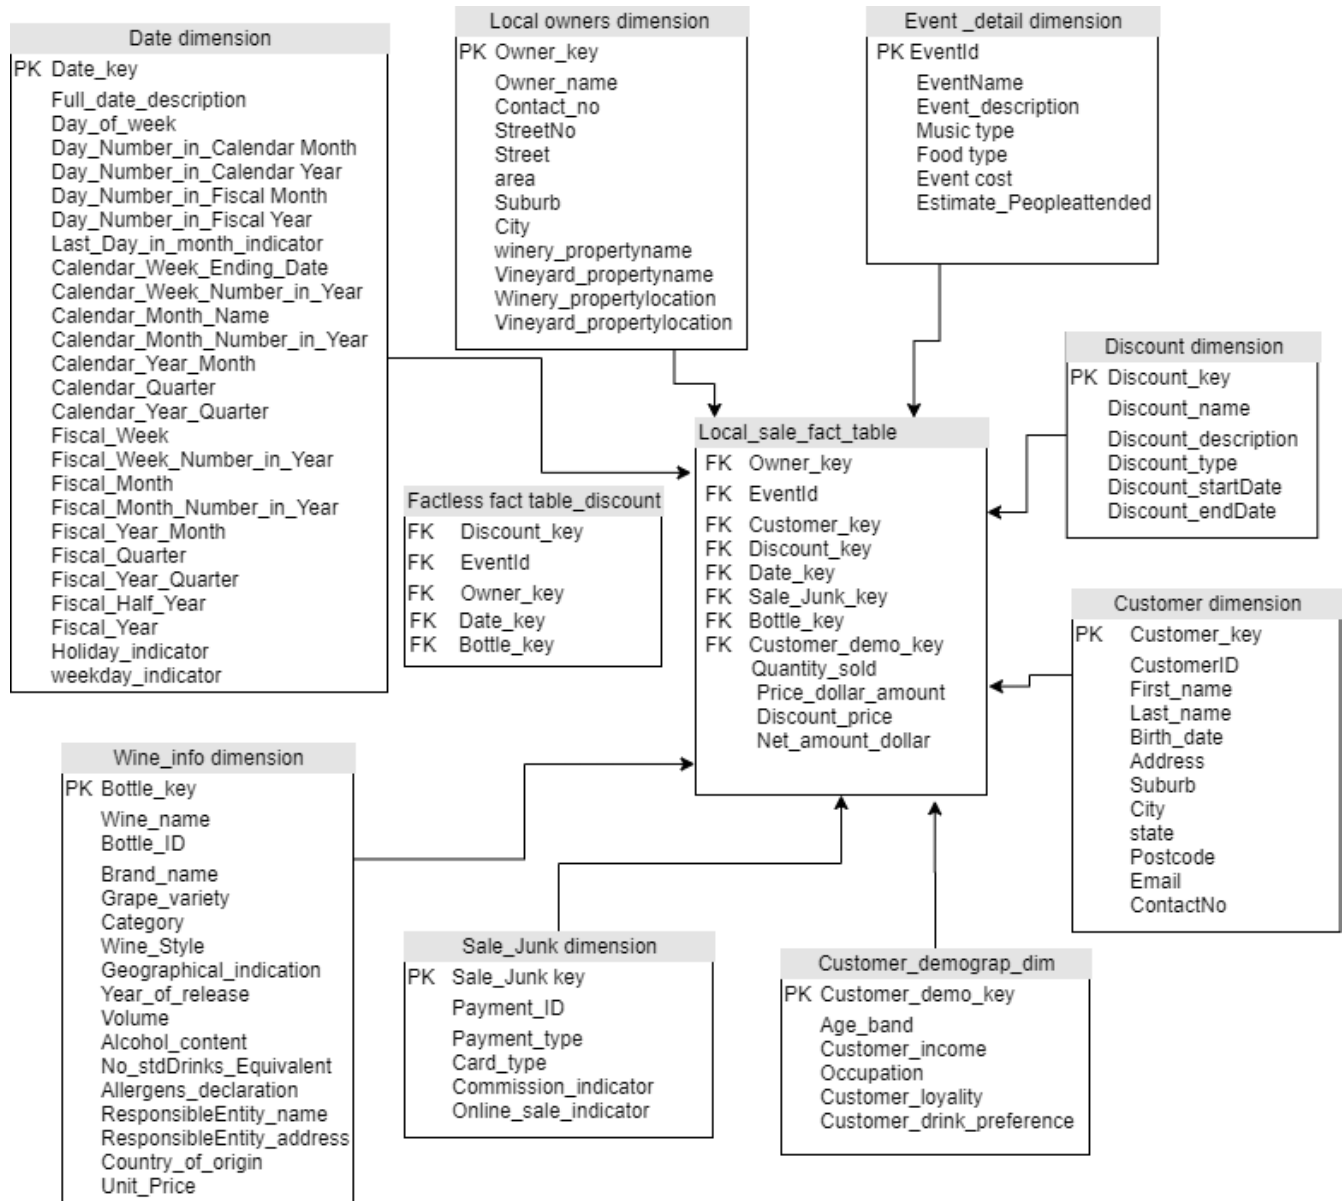 Date dimension
PK Date_key
Full_date_description
Day_of_week
Day_Number_in_Calendar Month
Day_Number_in_Calendar Year
Day_Number_in_Fiscal Month
Day_Number_in_Fiscal Year
Last_Day_in_month_indicator
Calendar_Week_Ending_Date
Calendar_Week_Number_in_Year
Calendar_Month_Name
Calendar_Month_Number_in_Year
Calendar_Year_Month
Calendar_Quarter
Calendar_Year_Quarter
Fiscal_Week
Fiscal_Week_Number_in_Year
Fiscal_Month
Fiscal_Month_Number_in_Year
Fiscal_Year_Month
Fiscal_Quarter
Fiscal_Year_Quarter
Fiscal_Half_Year
Fiscal_Year
Holiday_indicator
weekday_indicator
Local owners dimension
PK Owner_key
Owner_name
Contact_no
StreetNo
Street
area
Suburb
City
winery_propertyname
Vineyard_propertyname
Winery_propertylocation
Vineyard_propertylocation
Event _detail dimension
PK EventId
EventName
Event_description
Music type
Food type
Event cost
Estimate_Peopleattended
Discount dimension
PK Discount_key
Discount_name
Discount_description
Discount_type
Discount_startDate
Discount_endDate
Local_sale_fact_table
FK Owner_key
FK EventId
FK Customer_key
FK Discount_key
FK Date_key
FK Sale_Junk_key
FK Bottle_key
FK Customer_demo_key
Quantity_sold
Price_dollar_amount
Discount_price
Net_amount_dollar
Factless fact table_discount
FK Discount_key
FK EventId
FK Owner_key
FK Date_key
FK Bottle_key
Customer dimension
PK Customer_key
CustomerID
First_name
Last_name
Birth_date
Address
Suburb
City
state
Postcode
Email
ContactNo
Wine_info dimension
PK Bottle_key
Wine_name
Bottle_ID
Brand_name
Grape_variety
Category
Wine_Style
Geographical_indication
Year_of_release
Volume
Alcohol_content
No_stdDrinks_Equivalent
Allergens_declaration
ResponsibleEntity_name
ResponsibleEntity_address
Country_of_origin
Unit_Price
Sale_Junk dimension
PK Sale_Junk key
Payment_ID
Payment_type
Card_type
Commission_indicator
Online_sale_indicator
Customer_demograp_dim
PK Customer_demo_key
Age_band
Customer_income
Occupation
Customer_loyality
Customer_drink_preference